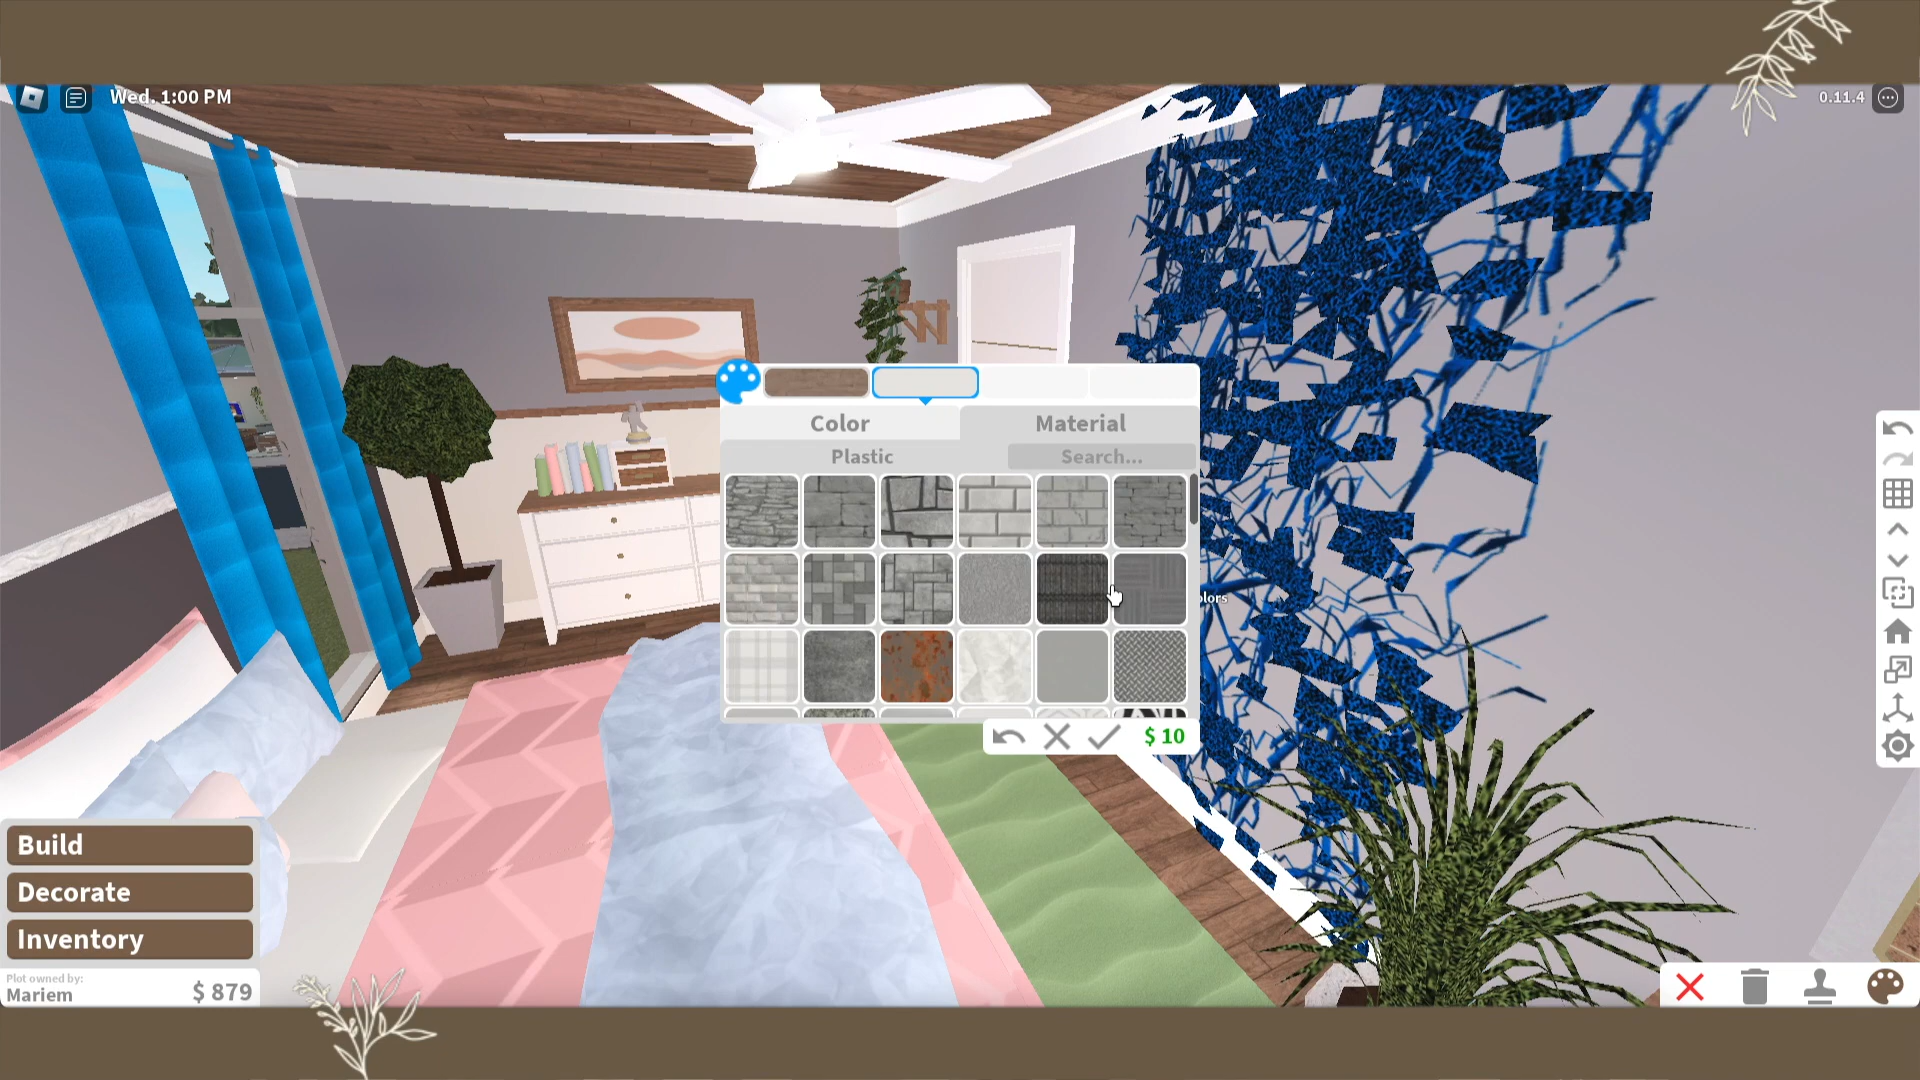 Wed. 1:00 PM
0.11.4
Color
Material
Plastic
Search...
$ 10
Build
Decorate
Inventory
Plot owned by:
Mariem
$ 879